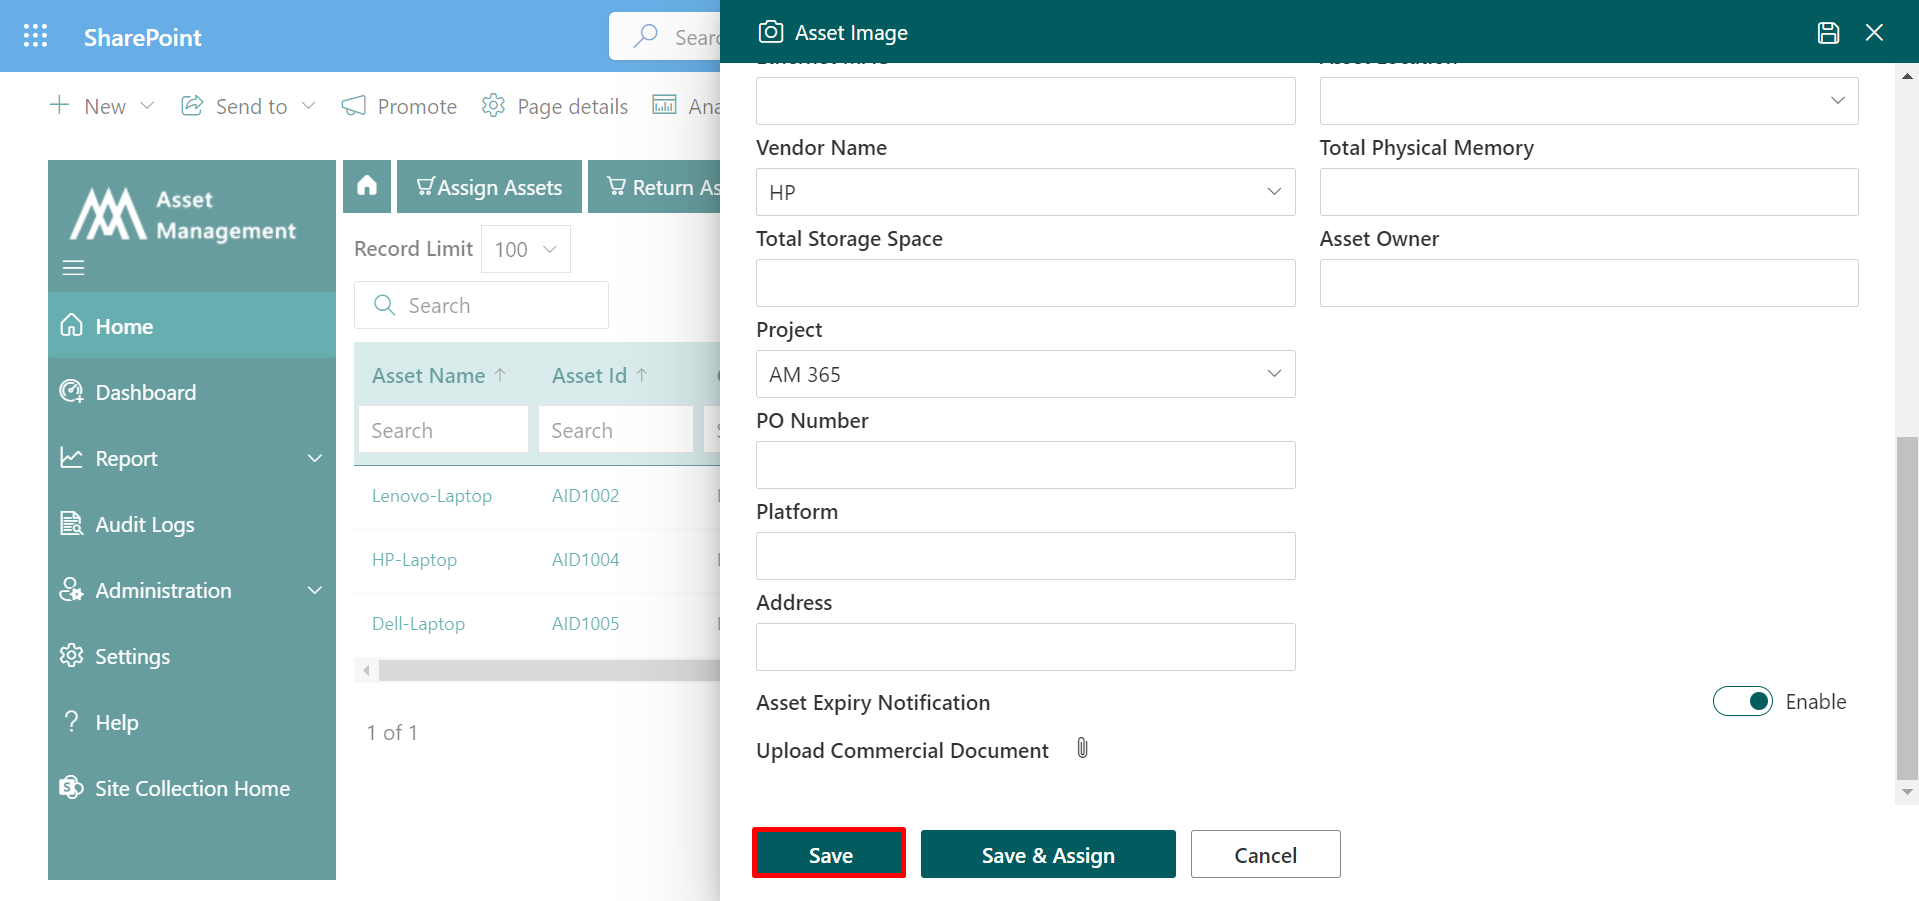 SharePoint
Sear
Asset Image
New
Send to
Promote
Page details
Ana
Asset
Management
Home
Dashboard
Report
Audit Logs
Administration
Settings
Help
Site Collection Home
Assign Assets
Return As
Record Limit
100
Search
Asset Name
Asset Id
Search
Search
Lenovo-Laptop
AID1002
HP-Laptop
AID1004
Dell-Laptop
AID1005
1 of 1
Vendor Name
HP
Total Physical Memory
Total Storage Space
Asset Owner
Project
AM 365
PO Number
Platform
Address
Asset Expiry Notification
Enable
Upload Commercial Document
Save
Save & Assign
Cancel